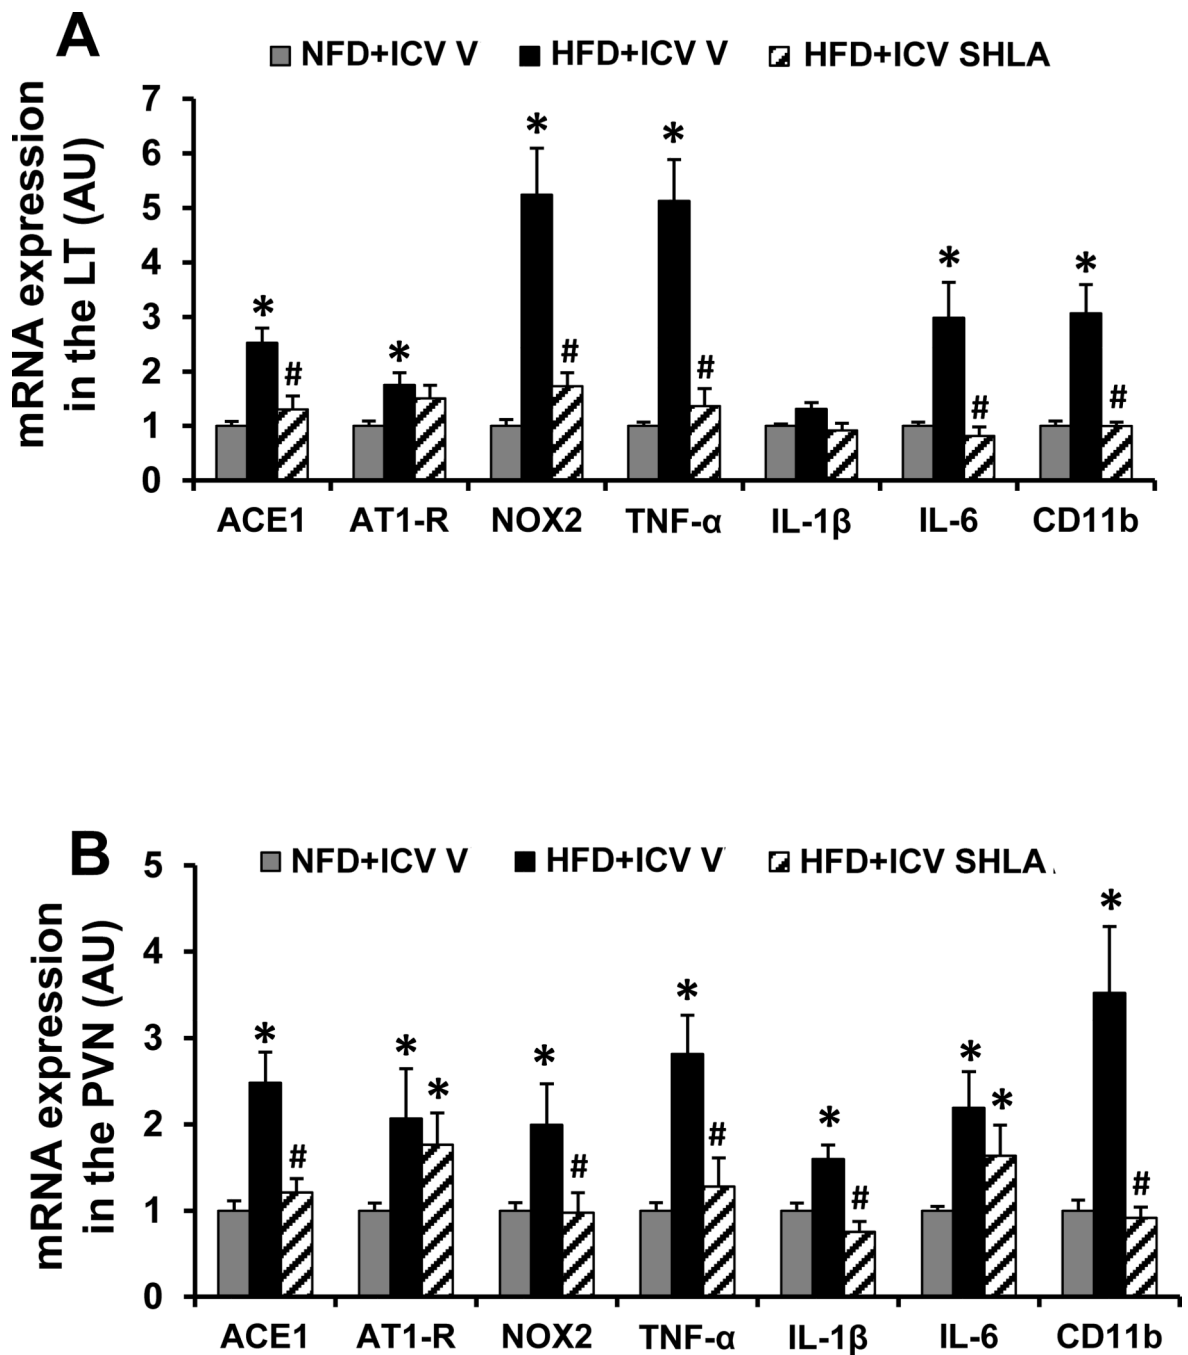 A
NFD+ICV V HFD+ICV V HFD+ICV SHLA
mRNA expression
in the LT (AU)
7
6
5
4
3
2
1
0
* # * * # * # * # * #
ACE1 AT1-R NOX2 TNF-α IL-1β IL-6 CD11b
B
NFD+ICV V HFD+ICV V HFD+ICV SHLA
mRNA expression
in the PVN (AU)
5
4
3
2
1
0
* # * * * # * # * # * * * #
ACE1 AT1-R NOX2 TNF-α IL-1β IL-6 CD11b